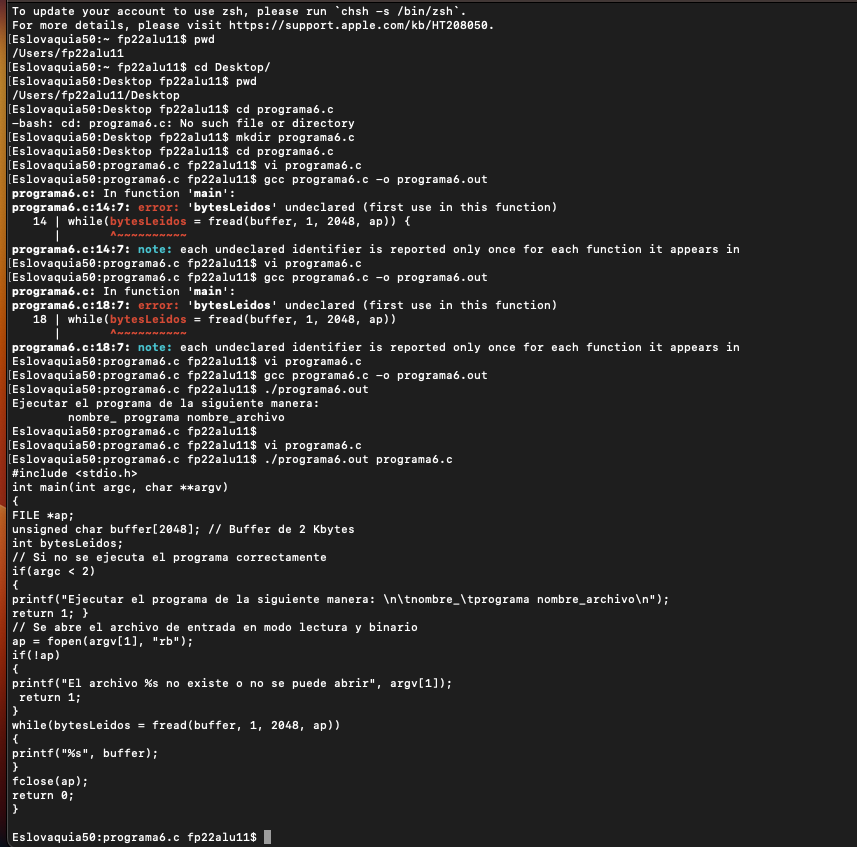 To update your account to use zsh, please run `chsh -s /bin/zsh`.
For more details, please visit https://support.apple.com/kb/HT208050.
[Eslovaquia50:~ fp22alu11$ pwd
/Users/fp22alu11
[Eslovaquia50:~ fp22alu11$ cd Desktop/
[Eslovaquia50:Desktop fp22alu11$ pwd
/Users/fp22alu11/Desktop
[Eslovaquia50:Desktop fp22alu11$ cd programa6.c
-bash: cd: programa6.c: No such file or directory
[Eslovaquia50:Desktop fp22alu11$ mkdir programa6.c
[Eslovaquia50:Desktop fp22alu11$ cd programa6.c
[Eslovaquia50:programa6.c fp22alu11$ vi programa6.c
[Eslovaquia50:programa6.c fp22alu11$ gcc programa6.c -o programa6.out
programa6.c: In function 'main':
programa6.c:14:7: error: 'bytesLeidos' undeclared (first use in this function)
   14 | while(bytesLeidos = fread(buffer, 1, 2048, ap)) {
      |       ^~~~~~~~~~~
programa6.c:14:7: note: each undeclared identifier is reported only once for each function it appears in
[Eslovaquia50:programa6.c fp22alu11$ vi programa6.c
[Eslovaquia50:programa6.c fp22alu11$ gcc programa6.c -o programa6.out
programa6.c: In function 'main':
programa6.c:18:7: error: 'bytesLeidos' undeclared (first use in this function)
   18 | while(bytesLeidos = fread(buffer, 1, 2048, ap))
      |       ^~~~~~~~~~~
programa6.c:18:7: note: each undeclared identifier is reported only once for each function it appears in
[Eslovaquia50:programa6.c fp22alu11$ vi programa6.c
[Eslovaquia50:programa6.c fp22alu11$ gcc programa6.c -o programa6.out
[Eslovaquia50:programa6.c fp22alu11$ ./programa6.out
Ejecutar el programa de la siguiente manera:
        nombre_ programa nombre_archivo
Eslovaquia50:programa6.c fp22alu11$
[Eslovaquia50:programa6.c fp22alu11$ vi programa6.c
[Eslovaquia50:programa6.c fp22alu11$ ./programa6.out programa6.c
#include <stdio.h>
int main(int argc, char **argv)
{
FILE *ap;
unsigned char buffer[2048]; // Buffer de 2 Kbytes
int bytesLeidos;
// Si no se ejecuta el programa correctamente
if(argc < 2)
{
printf("Ejecutar el programa de la siguiente manera: \n\tnombre_\tprograma nombre_archivo\n");
return 1; }
// Se abre el archivo de entrada en modo lectura y binario
ap = fopen(argv[1], "rb");
if(!ap)
{
printf("El archivo %s no existe o no se puede abrir", argv[1]);
 return 1;
}
while(bytesLeidos = fread(buffer, 1, 2048, ap))
{
printf("%s", buffer);
}
fclose(ap);
return 0;
}
Eslovaquia50:programa6.c fp22alu11$